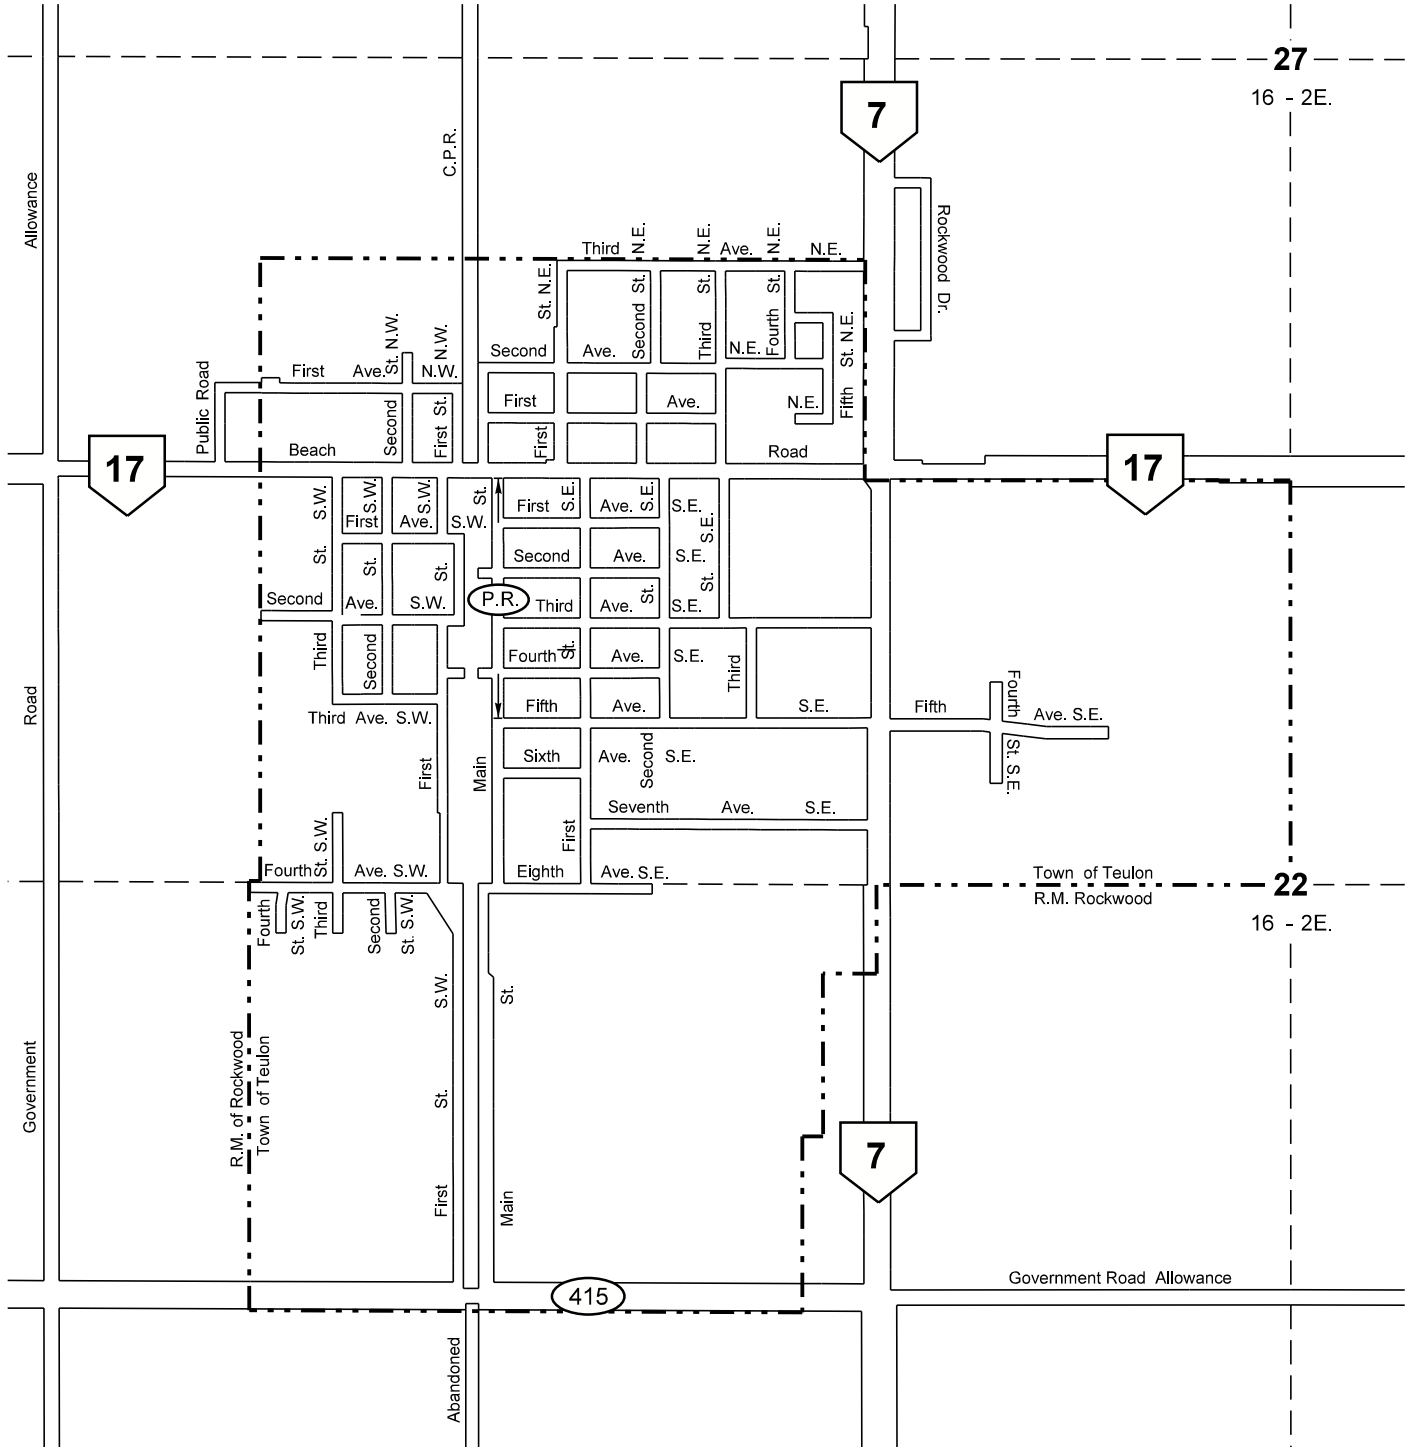 27
16 - 2E.
7
C.P.R.
Allowance
Rockwood Dr.
Third Ave. N.E.
Second St. N.E.
Third St. N.E.
Fourth St. N.E.
First St. N.E.
Fifth St. N.E.
Second Ave. N.E.
First Ave. N.E.
Public Road
First Ave. N.W.
Second St. N.W.
First St. N.W.
Beach Road
17
17
Third St. S.W.
Second St. S.W.
First St. S.W.
First Ave. S.W.
Second Ave. S.W.
Third Ave. S.W.
Main St.
P.R.
First St. S.E.
Second St. S.E.
Third St. S.E.
First Ave. S.E.
Second Ave. S.E.
Third Ave. S.E.
Fourth Ave. S.E.
Fifth Ave. S.E.
Fifth Ave. S.E.
Fourth St. S.E.
Sixth Ave. S.E.
Seventh Ave. S.E.
Eighth Ave. S.E.
Road
Fourth Ave. S.W.
St. S.W.
Fourth St. S.W.
Third
Second St. S.W.
Town of Teulon
R.M. Rockwood
22
16 - 2E.
Government
R.M. of Rockwood
Town of Teulon
First St. S.W.
Main St.
7
Government Road Allowance
415
Abandoned